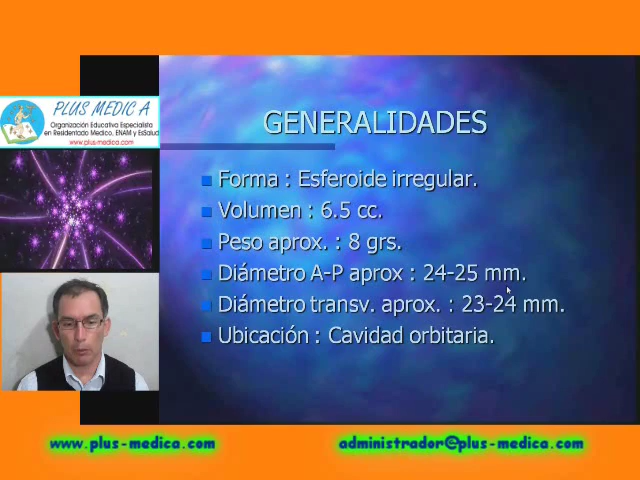 PLUS MEDIC A
Organización Educativa Especialista
en Residentado Medico, ENAM y EsSalud
www.plus-medica.com
GENERALIDADES
Forma : Esferoide irregular.
Volumen : 6.5 cc.
Peso aprox. : 8 grs.
Diámetro A-P aprox : 24-25 mm.
Diámetro transv. aprox. : 23-24 mm.
Ubicación : Cavidad orbitaria.
www.plus-medica.com
administrador@plus-medica.com